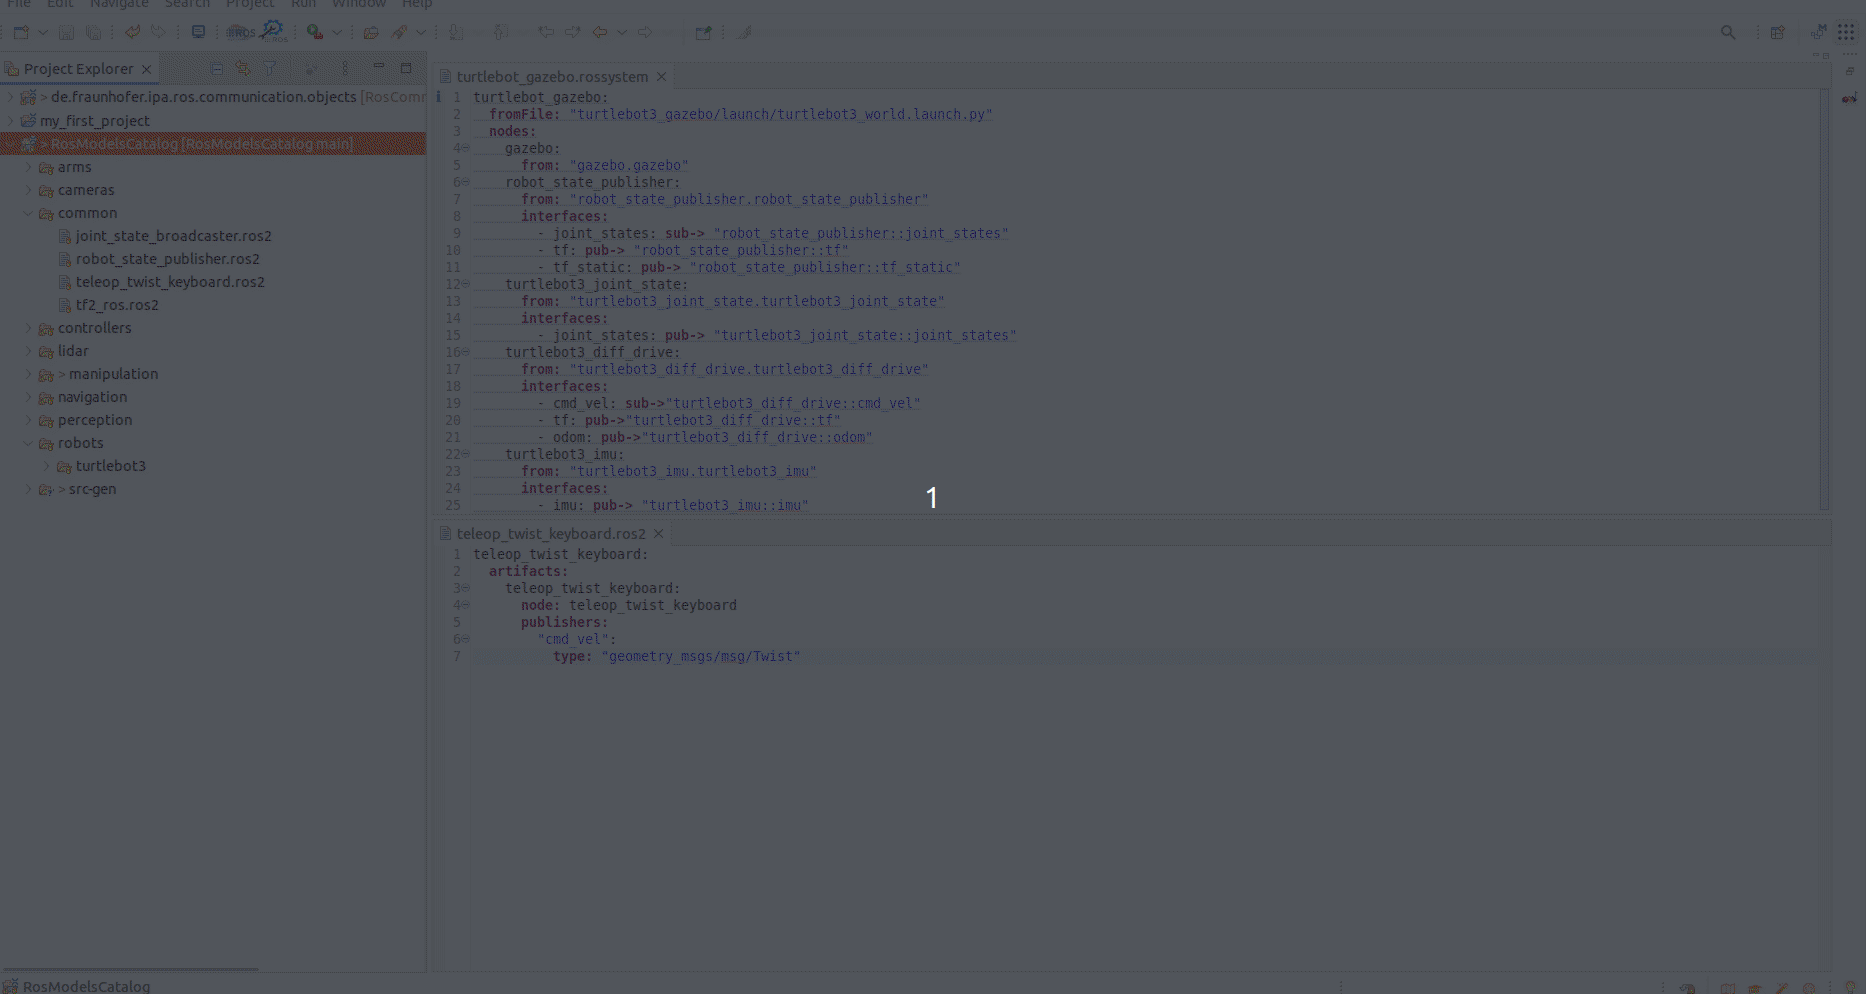 File Edit Navigate Search Project Run Window Help
Project Explorer
> de.fraunhofer.ipa.ros.communication.objects [RosComm
my_first_project
> RosModelsCatalog [RosModelsCatalog main]
arms
cameras
common
joint_state_broadcaster.ros2
robot_state_publisher.ros2
teleop_twist_keyboard.ros2
tf2_ros.ros2
controllers
lidar
> manipulation
navigation
perception
robots
turtlebot3
> src-gen
turtlebot_gazebo.rossystem
1 turtlebot_gazebo:
2 fromFile: "turtlebot3_gazebo/launch/turtlebot3_world.launch.py"
3 nodes:
4 gazebo:
5 from: "gazebo.gazebo"
6 robot_state_publisher:
7 from: "robot_state_publisher.robot_state_publisher"
8 interfaces:
9 - joint_states: sub-> "robot_state_publisher::joint_states"
10 - tf: pub-> "robot_state_publisher::tf"
11 - tf_static: pub-> "robot_state_publisher::tf_static"
12 turtlebot3_joint_state:
13 from: "turtlebot3_joint_state.turtlebot3_joint_state"
14 interfaces:
15 - joint_states: pub-> "turtlebot3_joint_state::joint_states"
16 turtlebot3_diff_drive:
17 from: "turtlebot3_diff_drive.turtlebot3_diff_drive"
18 interfaces:
19 - cmd_vel: sub->"turtlebot3_diff_drive::cmd_vel"
20 - tf: pub->"turtlebot3_diff_drive::tf"
21 - odom: pub->"turtlebot3_diff_drive::odom"
22 turtlebot3_imu:
23 from: "turtlebot3_imu.turtlebot3_imu"
24 interfaces:
25 - imu: pub-> "turtlebot3_imu::imu"
1
teleop_twist_keyboard.ros2
1 teleop_twist_keyboard:
2 artifacts:
3 teleop_twist_keyboard:
4 node: teleop_twist_keyboard
5 publishers:
6 "cmd_vel":
7 type: "geometry_msgs/msg/Twist"
RosModelsCatalog